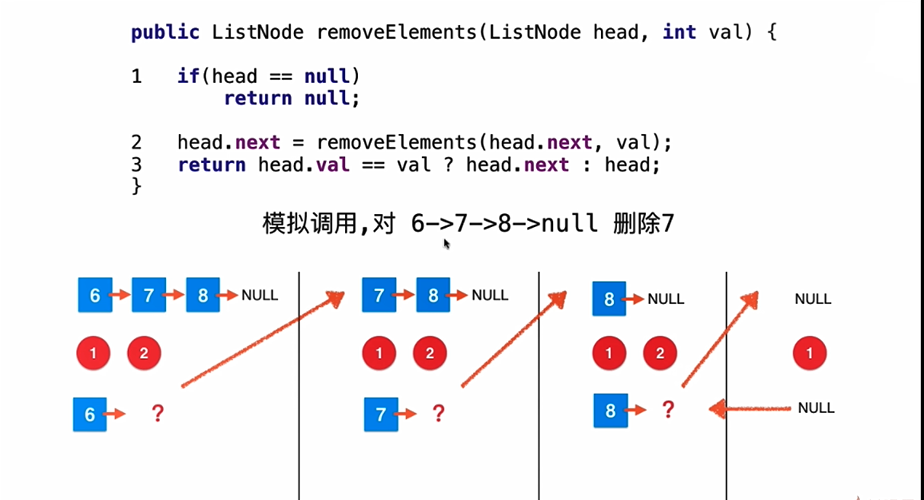 public ListNode removeElements(ListNode head, int val) {
1 if(head == null)
return null;
2 head.next = removeElements(head.next, val);
3 return head.val == val ? head.next : head;
}
模拟调用,对 6->7->8->null 删除7
6 7 8 NULL 7 8 NULL 8 NULL NULL
1 2 1 2 1 2 1
6 ? 7 ? 8 ? NULL